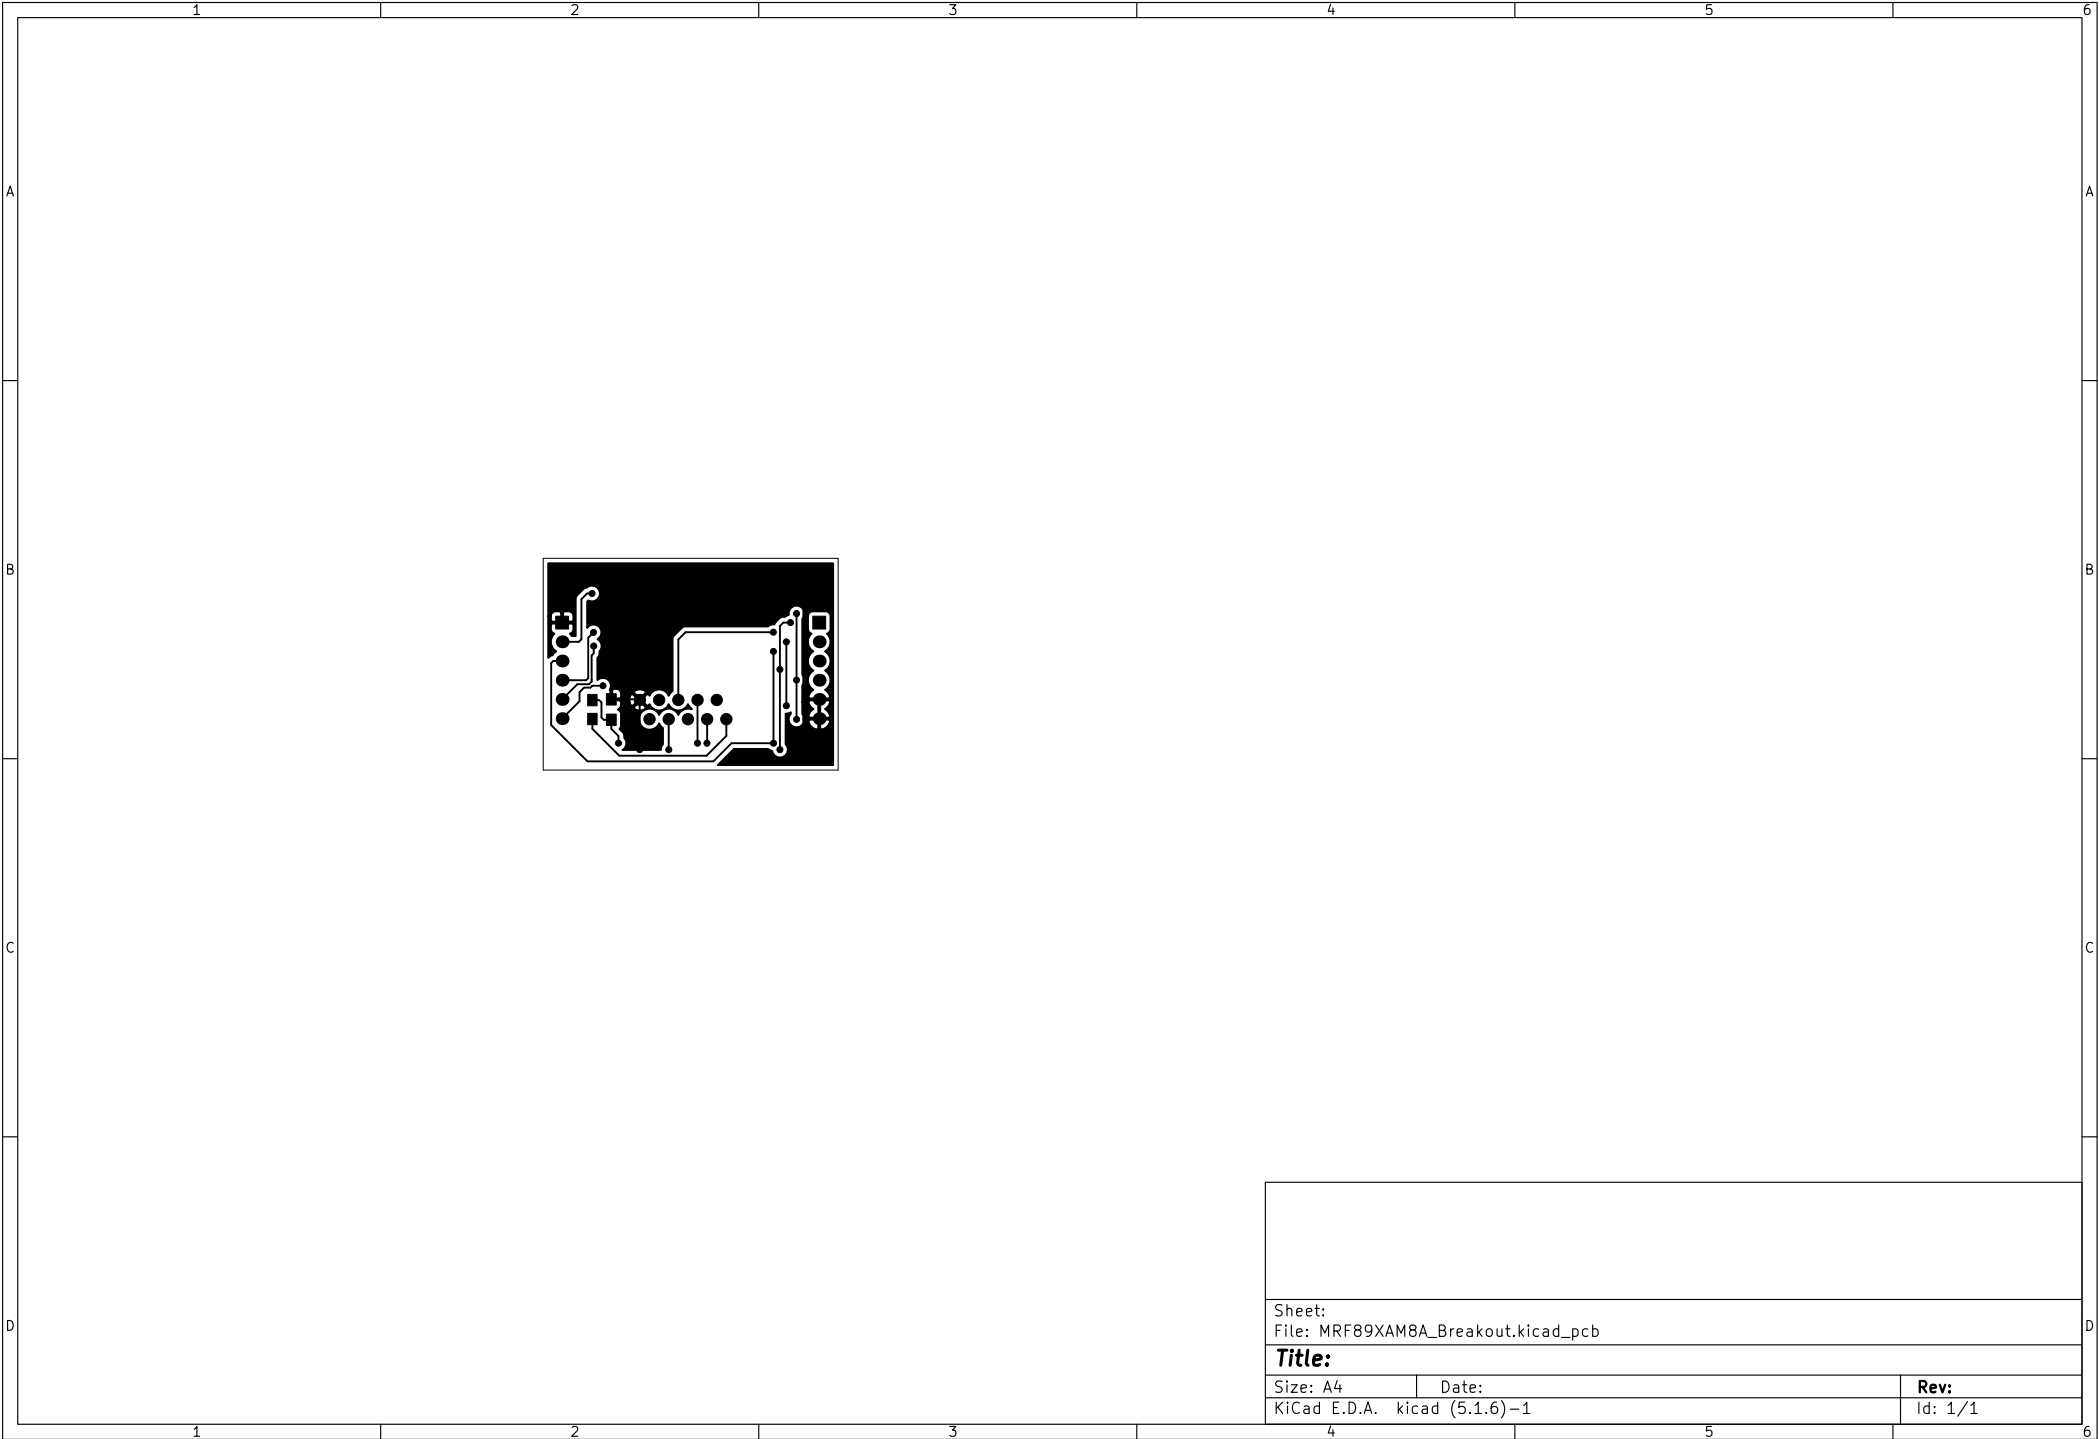 1 2 3 4 5 6
A A
B B
C C
Sheet:
D D
File: MRF89XAM8A_Breakout.kicad_pcb
Title:
Size: A4 Date: Rev:
KiCad E.D.A. kicad (5.1.6)-1 Id: 1/1
1 2 3 4 5 6